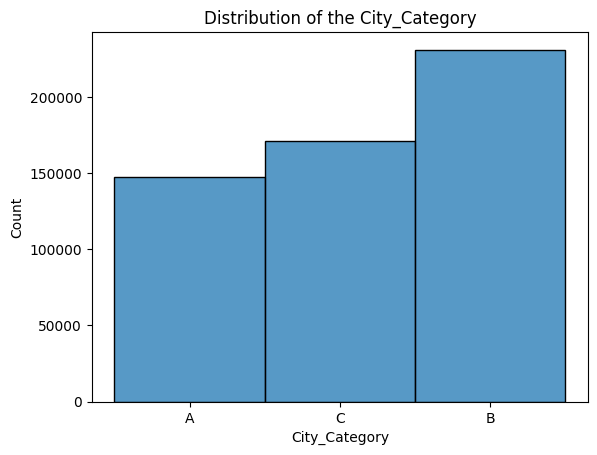 Distribution of the City_Category
200000
150000
100000
50000
0
Count
A C B
City_Category